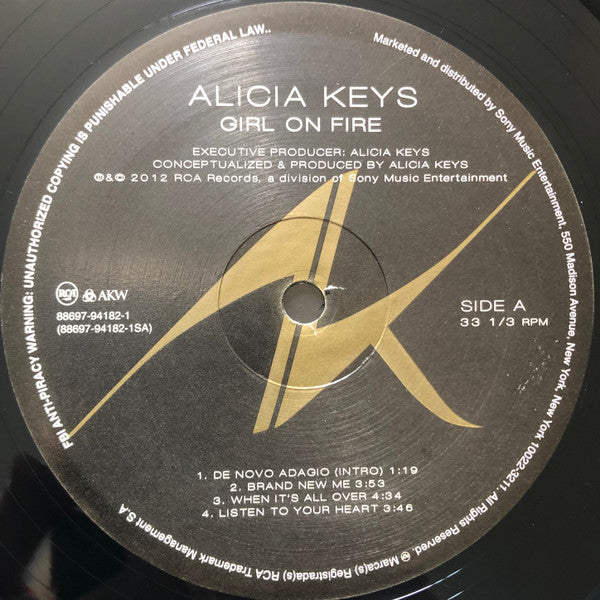 FBI ANTI-PIRACY WARNING: UNAUTHORIZED COPYING IS PUNISHABLE UNDER FEDERAL LAW..
Marketed and distributed by Sony Music Entertainment, 550 Madison Avenue, New York, New York 10022-3211. All Rights Reserved.
ALICIA KEYS
GIRL ON FIRE
EXECUTIVE PRODUCER: ALICIA KEYS
CONCEPTUALIZED & PRODUCED BY ALICIA KEYS
℗&© 2012 RCA Records, a division of Sony Music Entertainment
RCA AKW
88697-94182-1
(88697-94182-1SA)
SIDE A
33 1/3 RPM
1. DE NOVO ADAGIO (INTRO) 1:19
2. BRAND NEW ME 3:53
3. WHEN IT'S ALL OVER 4:34
4. LISTEN TO YOUR HEART 3:46
Marca(s) Registrada(s) RCA Trademark Management S.A